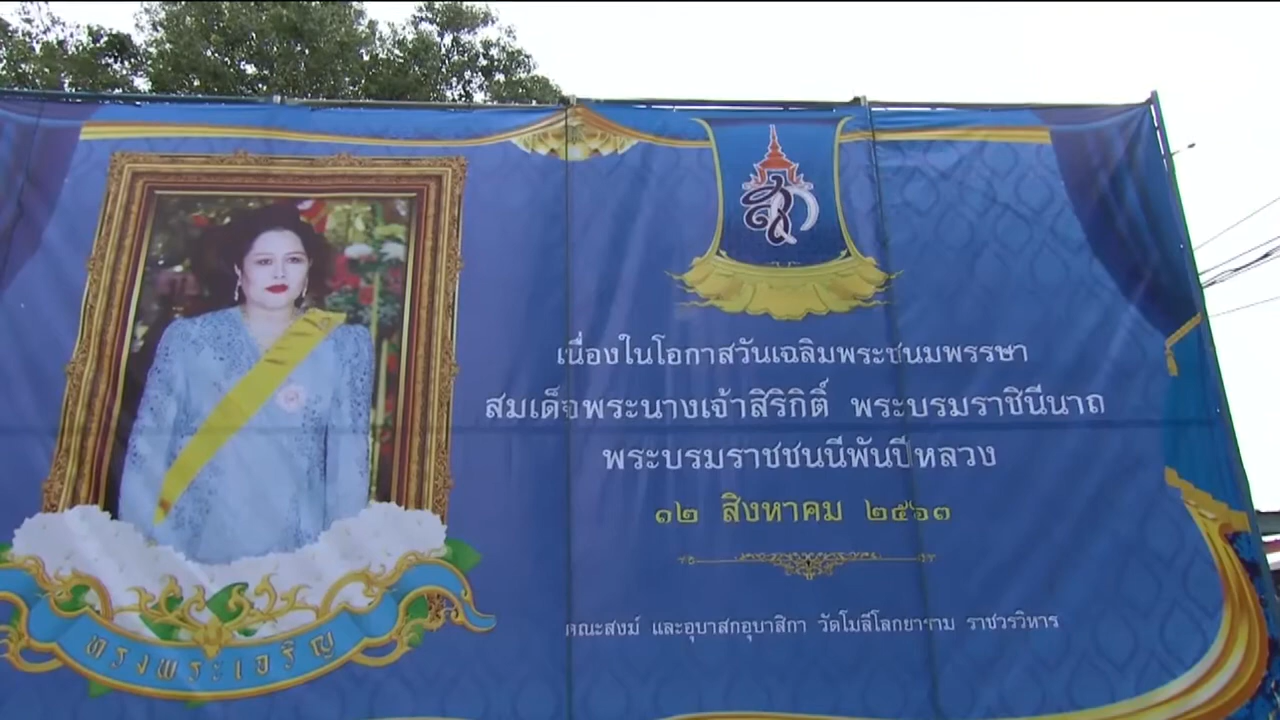 เนื่องในโอกาสวันเฉลิมพระชนมพรรษา
สมเด็จพระนางเจ้าสิริกิติ์ พระบรมราชินีนาถ
พระบรมราชชนนีพันปีหลวง
๑๒ สิงหาคม ๒๕๖๓
คณะสงฆ์ และอุบาสกอุบาสิกา วัดโมลีโลกยาราม ราชวรวิหาร
ทรงพระเจริญ